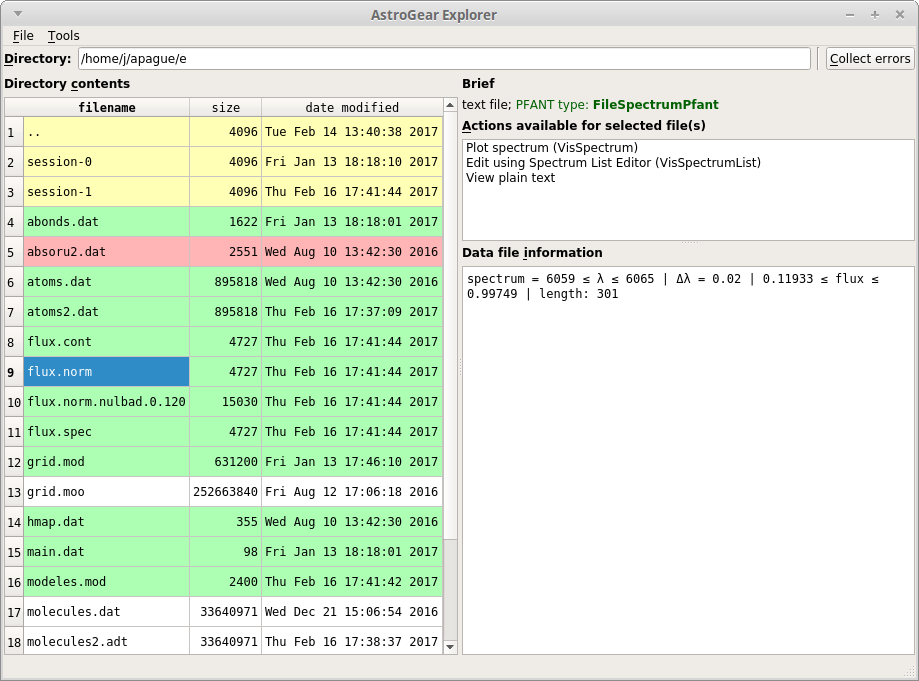 AstroGear Explorer
File Tools
Directory: /home/j/apague/e Collect errors
Directory contents
filename size date modified
1 .. 4096 Tue Feb 14 13:40:38 2017
2 session-0 4096 Fri Jan 13 18:18:10 2017
3 session-1 4096 Thu Feb 16 17:41:44 2017
4 abonds.dat 1622 Fri Jan 13 18:18:01 2017
5 absoru2.dat 2551 Wed Aug 10 13:42:30 2016
6 atoms.dat 895818 Wed Aug 10 13:42:30 2016
7 atoms2.dat 895818 Thu Feb 16 17:37:09 2017
8 flux.cont 4727 Thu Feb 16 17:41:44 2017
9 flux.norm 4727 Thu Feb 16 17:41:44 2017
10 flux.norm.nulbad.0.120 15030 Thu Feb 16 17:41:44 2017
11 flux.spec 4727 Thu Feb 16 17:41:44 2017
12 grid.mod 631200 Fri Jan 13 17:46:10 2017
13 grid.moo 252663840 Fri Aug 12 17:06:18 2016
14 hmap.dat 355 Wed Aug 10 13:42:30 2016
15 main.dat 98 Fri Jan 13 18:18:01 2017
16 modeles.mod 2400 Thu Feb 16 17:41:42 2017
17 molecules.dat 33640971 Wed Dec 21 15:06:54 2016
18 molecules2.adt 33640971 Thu Feb 16 17:38:37 2017
Brief
text file; PFANT type: FileSpectrumPfant
Actions available for selected file(s)
Plot spectrum (VisSpectrum)
Edit using Spectrum List Editor (VisSpectrumList)
View plain text
Data file information
spectrum = 6059 ≤ λ ≤ 6065 | Δλ = 0.02 | 0.11933 ≤ flux ≤
0.99749 | length: 301